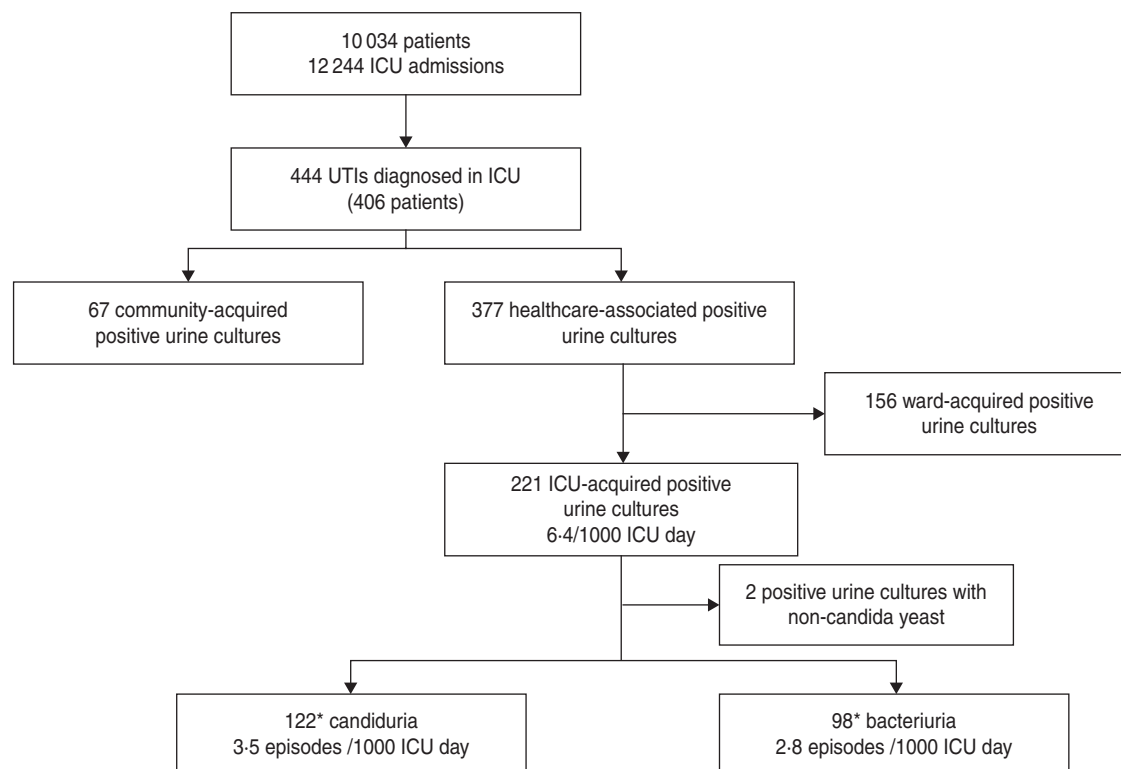 10 034 patients
12 244 ICU admissions
444 UTIs diagnosed in ICU
(406 patients)
67 community-acquired
positive urine cultures
377 healthcare-associated positive
urine cultures
156 ward-acquired positive
urine cultures
221 ICU-acquired positive
urine cultures
6·4/1000 ICU day
2 positive urine cultures with
non-candida yeast
122* candiduria
3·5 episodes /1000 ICU day
98* bacteriuria
2·8 episodes /1000 ICU day